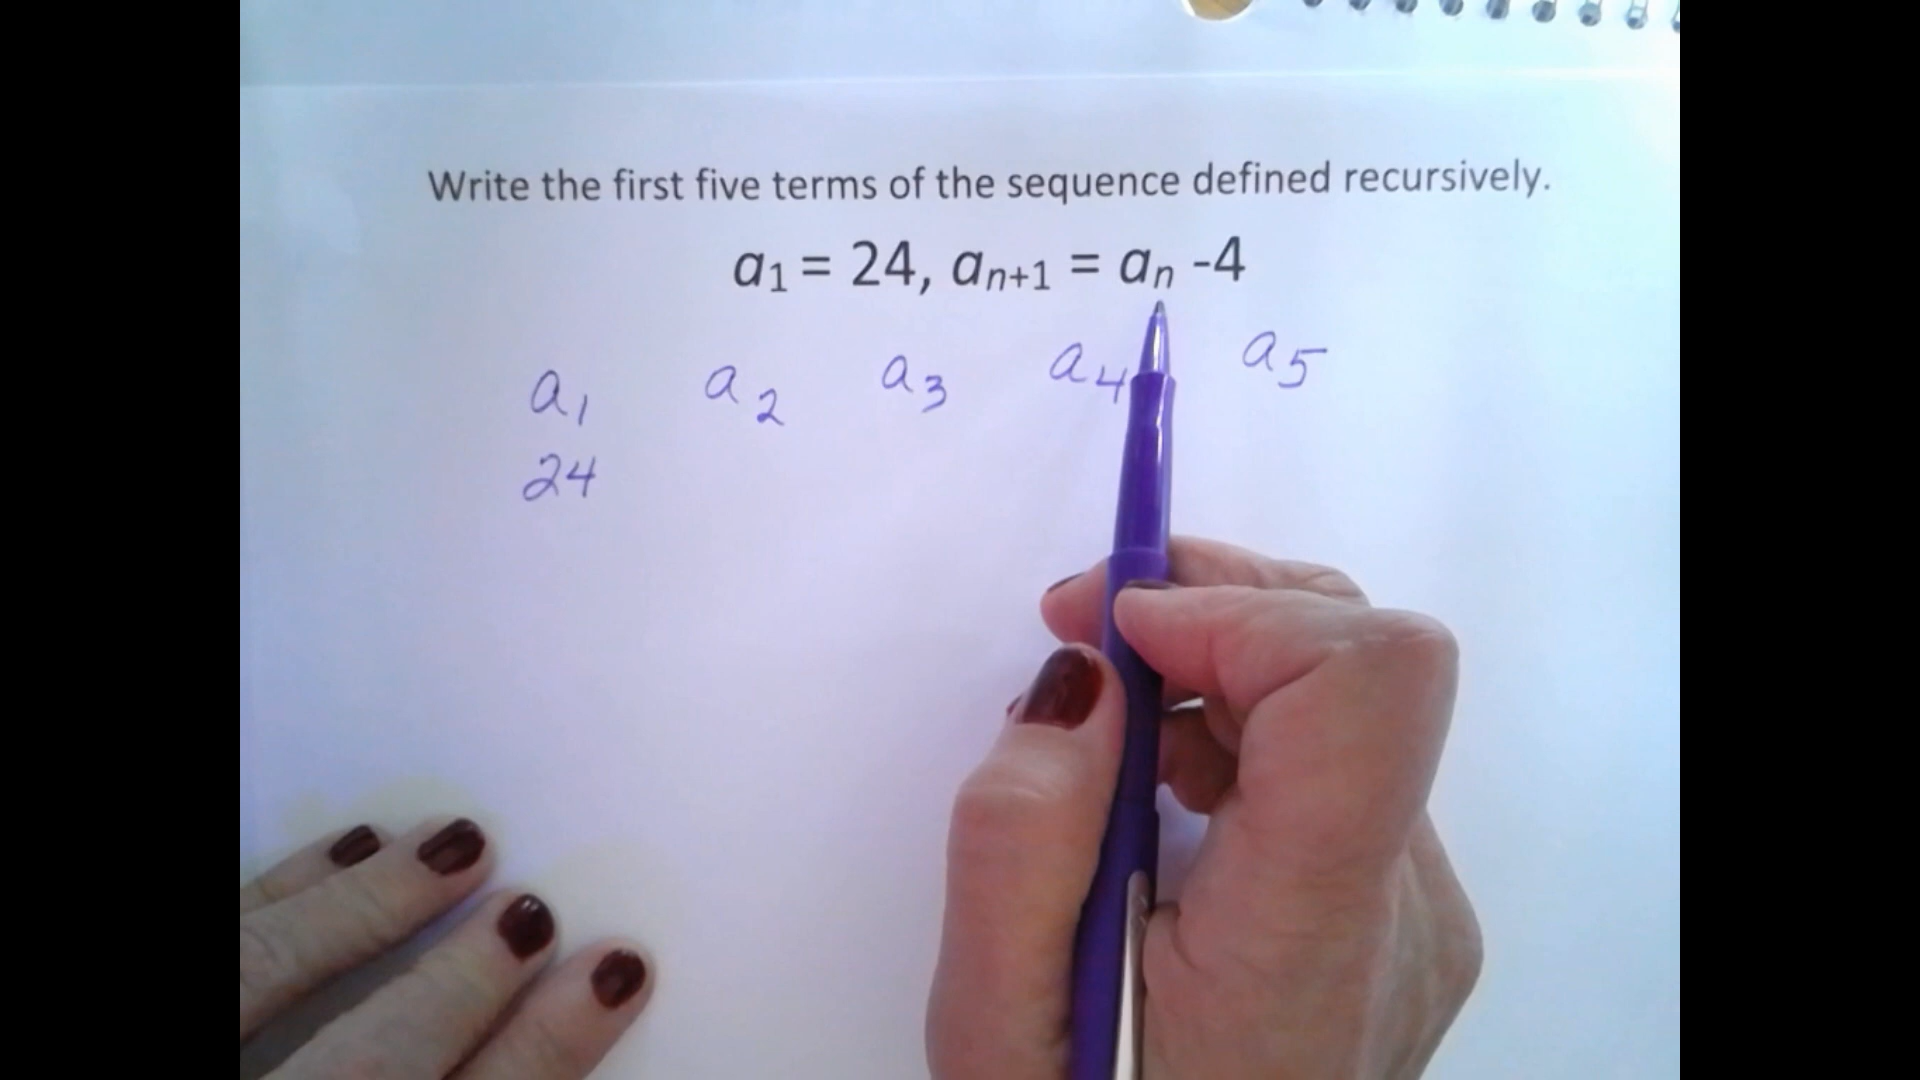 Write the first five terms of the sequence defined recursively.
a₁ = 24, aₙ₊₁ = aₙ -4
a₁ a₂ a₃ a₄ a₅
24